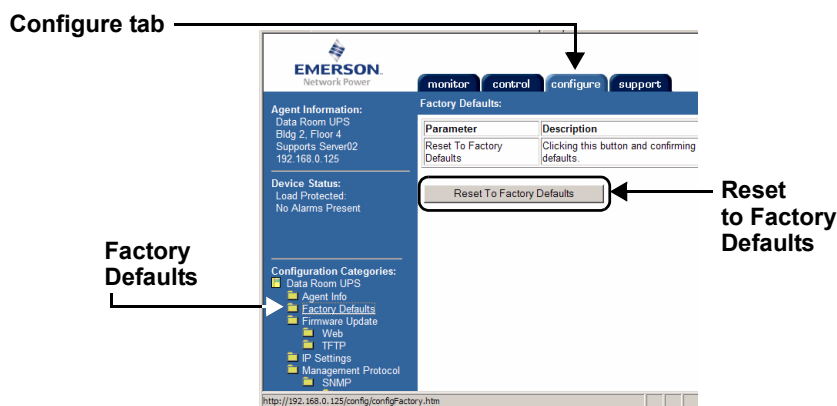 Configure tab
EMERSON.
Network Power
monitor control configure support
Agent Information:
Data Room UPS
Bldg 2, Floor 4
Supports Server02
192.168.0.125
Device Status:
Load Protected:
No Alarms Present
Factory Defaults:
Parameter Description
Reset To Factory Defaults Clicking this button and confirming
defaults.
Reset To Factory Defaults
Reset
to Factory
Defaults
Factory
Defaults
Configuration Categories:
Data Room UPS
Agent Info
Factory Defaults
Firmware Update
Web
TFTP
IP Settings
Management Protocol
SNMP
http://192.168.0.125/config/configFactory.htm